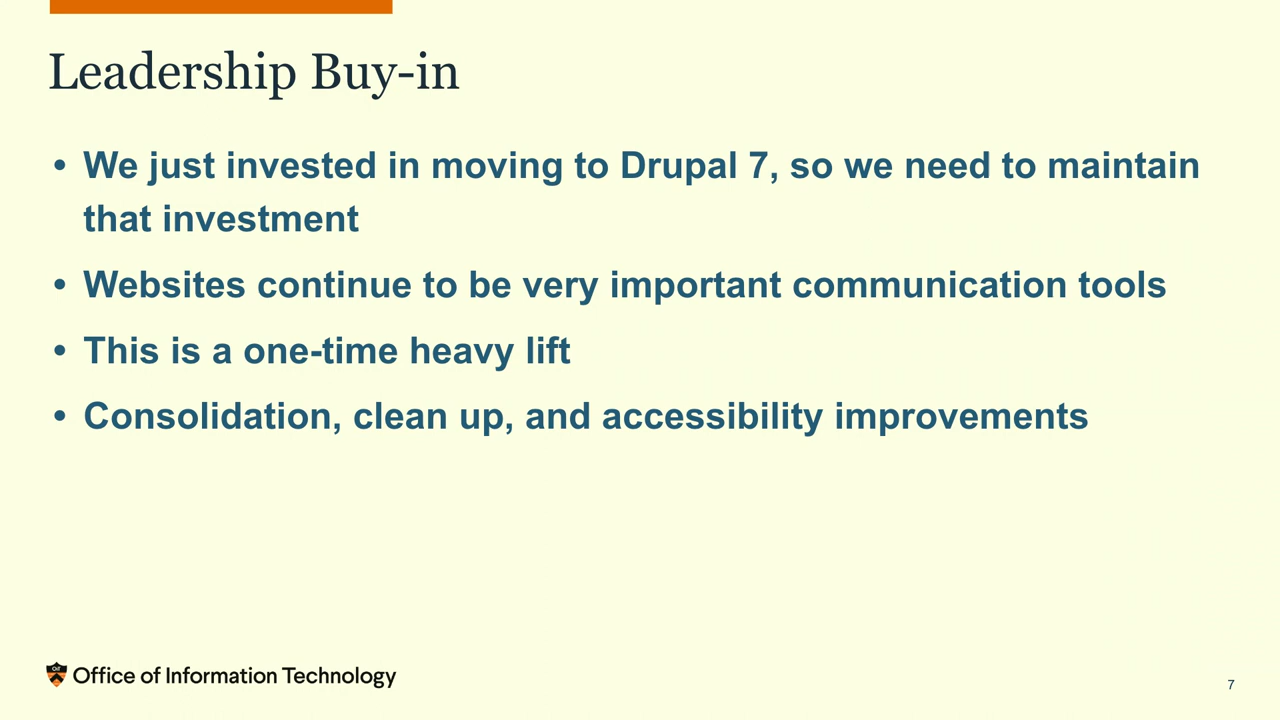 Leadership Buy-in
• We just invested in moving to Drupal 7, so we need to maintain
that investment
• Websites continue to be very important communication tools
• This is a one-time heavy lift
• Consolidation, clean up, and accessibility improvements
Office of Information Technology
7